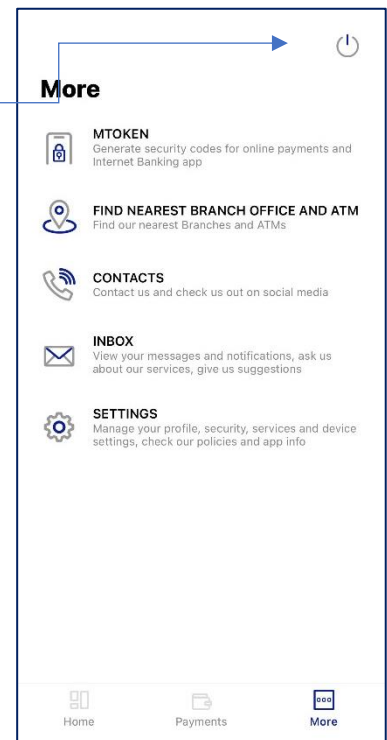 More
MTOKEN
Generate security codes for online payments and
Internet Banking app
FIND NEAREST BRANCH OFFICE AND ATM
Find our nearest Branches and ATMs
CONTACTS
Contact us and check us out on social media
INBOX
View your messages and notifications, ask us
about our services, give us suggestions
SETTINGS
Manage your profile, security, services and device
settings, check our policies and app info
Home Payments More